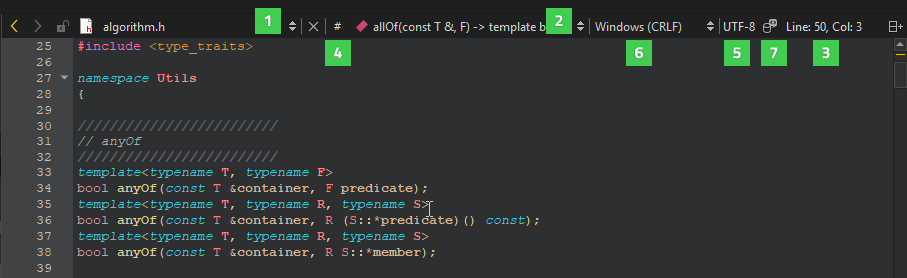 1 2
algorithm.h # allOf(const T &, F) -> template b Windows (CRLF) UTF-8 Line: 50, Col: 3
4 6 5 7 3
25 #include <type_traits>
26
27 namespace Utils
28 {
29
30 /////////////////////////
31 // anyOf
32 /////////////////////////
33 template<typename T, typename F>
34 bool anyOf(const T &container, F predicate);
35 template<typename T, typename R, typename S>
36 bool anyOf(const T &container, R (S::*predicate)() const);
37 template<typename T, typename R, typename S>
38 bool anyOf(const T &container, R S::*member);
39